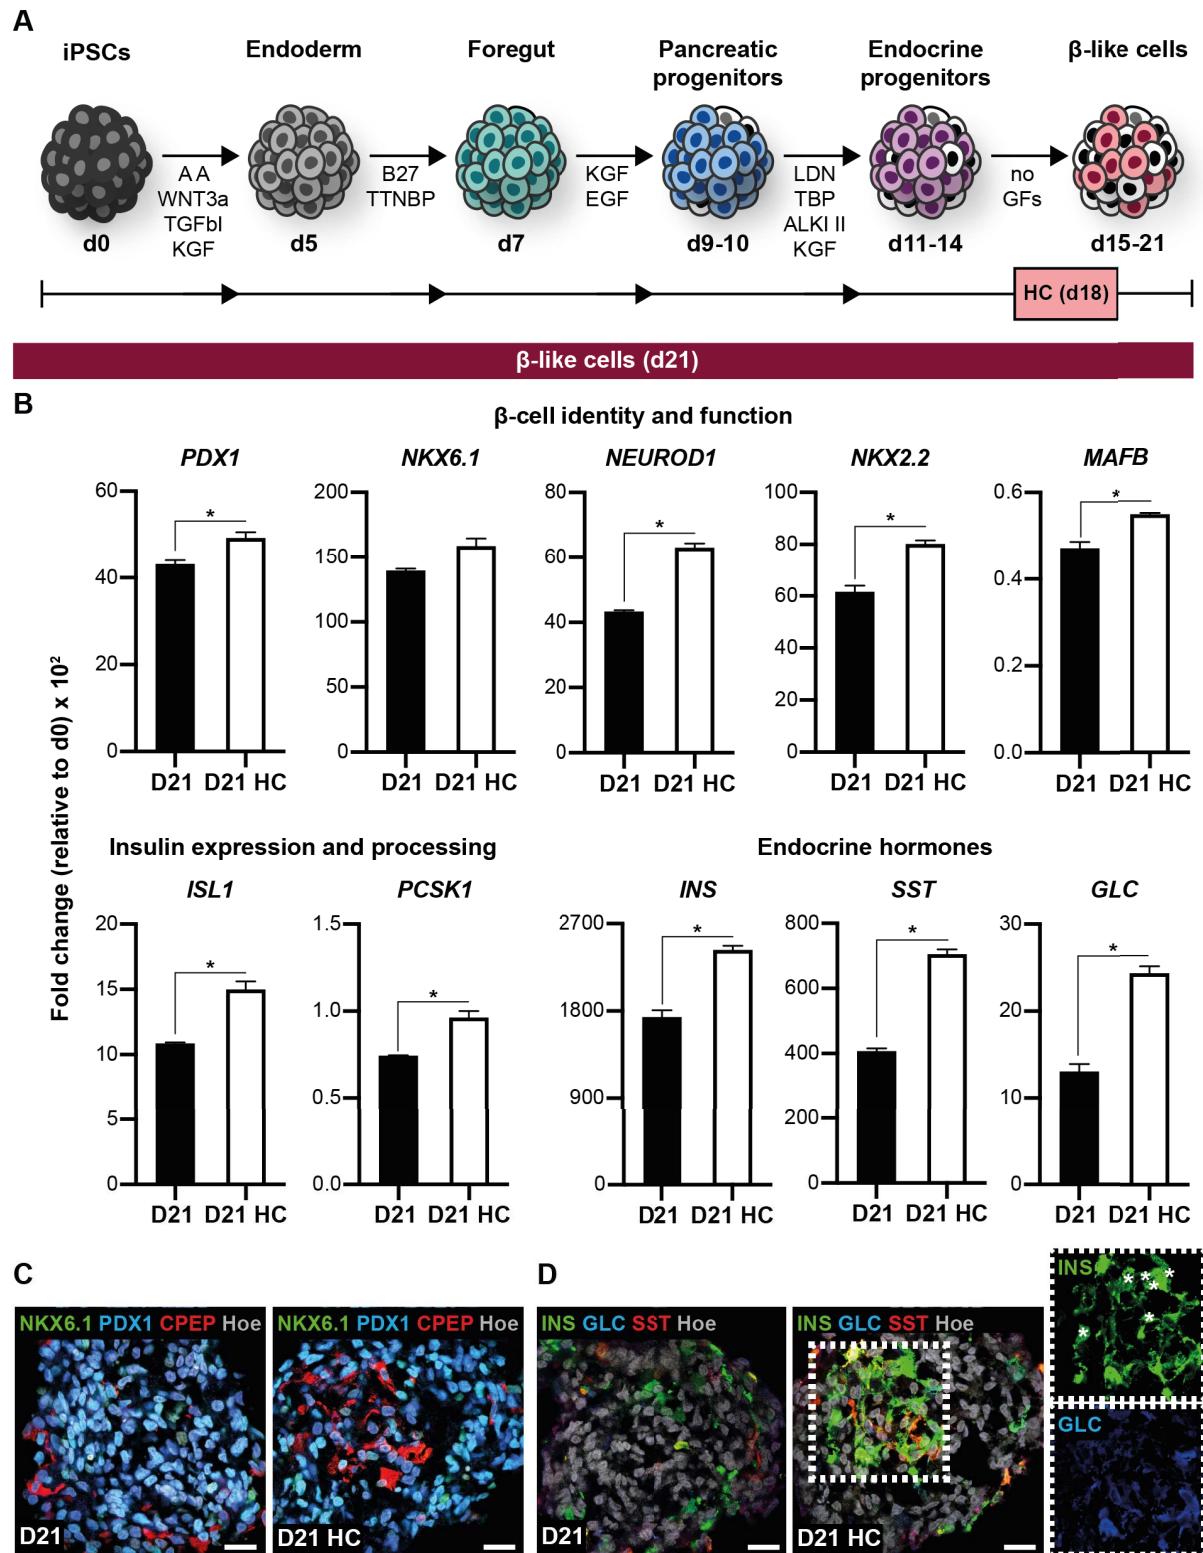 A
iPSCs
Endoderm
Foregut
Pancreatic
progenitors
Endocrine
progenitors
β-like cells
A A
WNT3a
TGFbI
KGF
B27
TTNBP
KGF
EGF
LDN
TBP
ALKI II
KGF
no
GFs
d0
d5
d7
d9-10
d11-14
d15-21
HC (d18)
β-like cells (d21)
B
β-cell identity and function
Fold change (relative to d0) x 10²
PDX1
60
40
20
0
*
D21 D21 HC
NKX6.1
200
150
100
50
0
D21 D21 HC
NEUROD1
80
60
40
20
0
*
D21 D21 HC
NKX2.2
100
80
60
40
20
0
*
D21 D21 HC
MAFB
0.6
0.4
0.2
0.0
*
D21 D21 HC
Insulin expression and processing
Endocrine hormones
ISL1
20
15
10
5
0
*
D21 D21 HC
PCSK1
1.5
1.0
0.5
0.0
*
D21 D21 HC
INS
2700
1800
900
0
*
D21 D21 HC
SST
800
600
400
200
0
*
D21 D21 HC
GLC
30
20
10
0
*
D21 D21 HC
C
NKX6.1 PDX1 CPEP Hoe
D21
NKX6.1 PDX1 CPEP Hoe
D21 HC
D
INS GLC SST Hoe
D21
INS GLC SST Hoe
D21 HC
INS
* * *
*
*
*
GLC